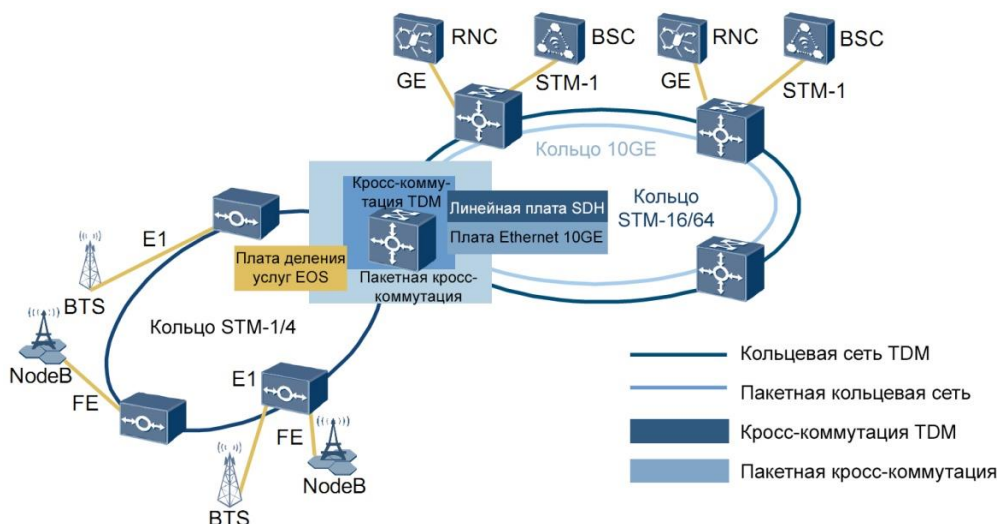 RNC
BSC
RNC
BSC
GE
STM-1
GE
STM-1
Кольцо 10GE
Кольцо
STM-16/64
Кросс-комму-
тация TDM
Линейная плата SDH
Плата Ethernet 10GE
Плата деления
услуг EOS
Пакетная кросс-
коммутация
E1
BTS
Кольцо STM-1/4
NodeB
FE
E1
FE
NodeB
BTS
Кольцевая сеть TDM
Пакетная кольцевая сеть
Кросс-коммутация TDM
Пакетная кросс-коммутация